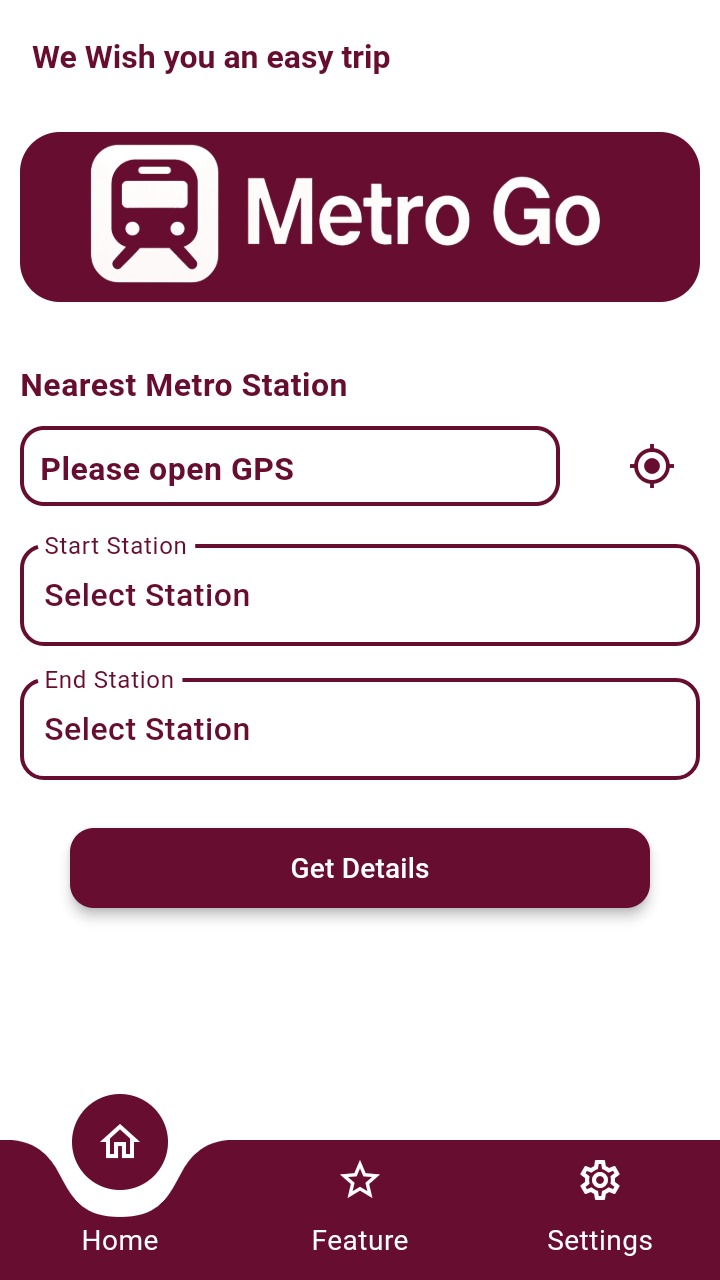 We Wish you an easy trip
Metro Go
Nearest Metro Station
Please open GPS
Start Station
Select Station
End Station
Select Station
Get Details
Home
Feature
Settings